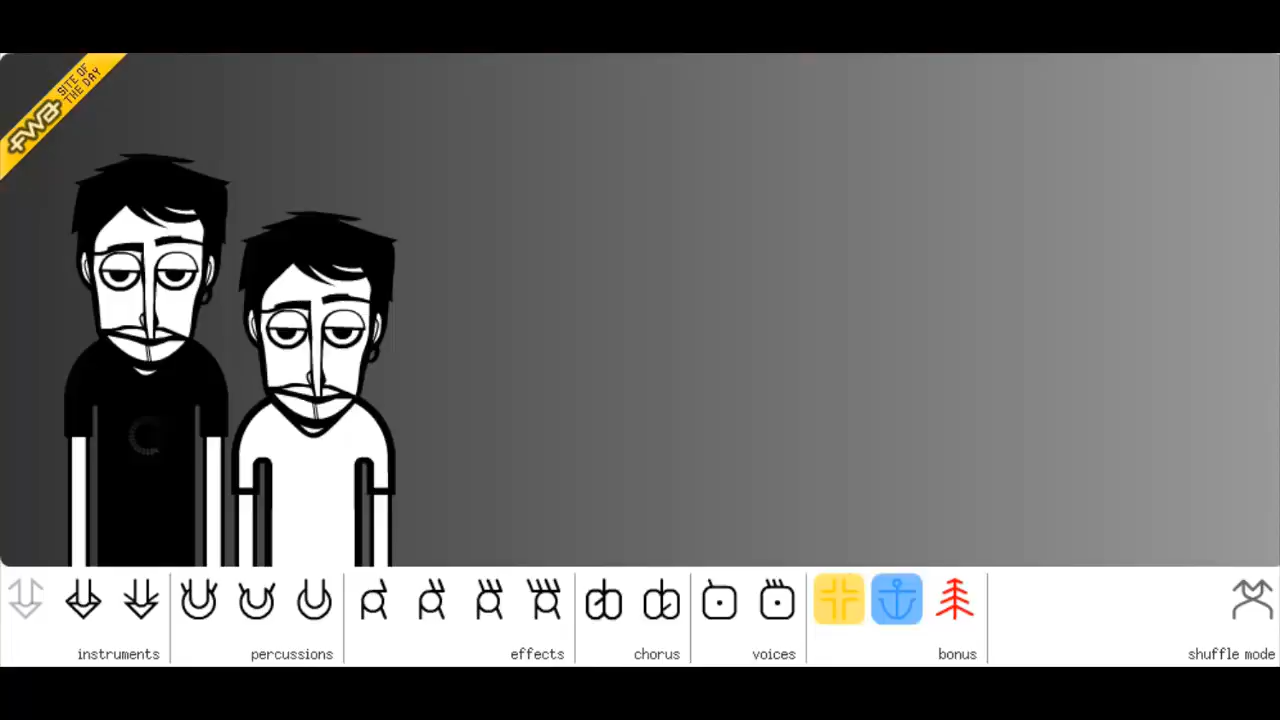 SITE OF
THE DAY
FWA
instruments
percussions
effects
chorus
voices
bonus
shuffle mode